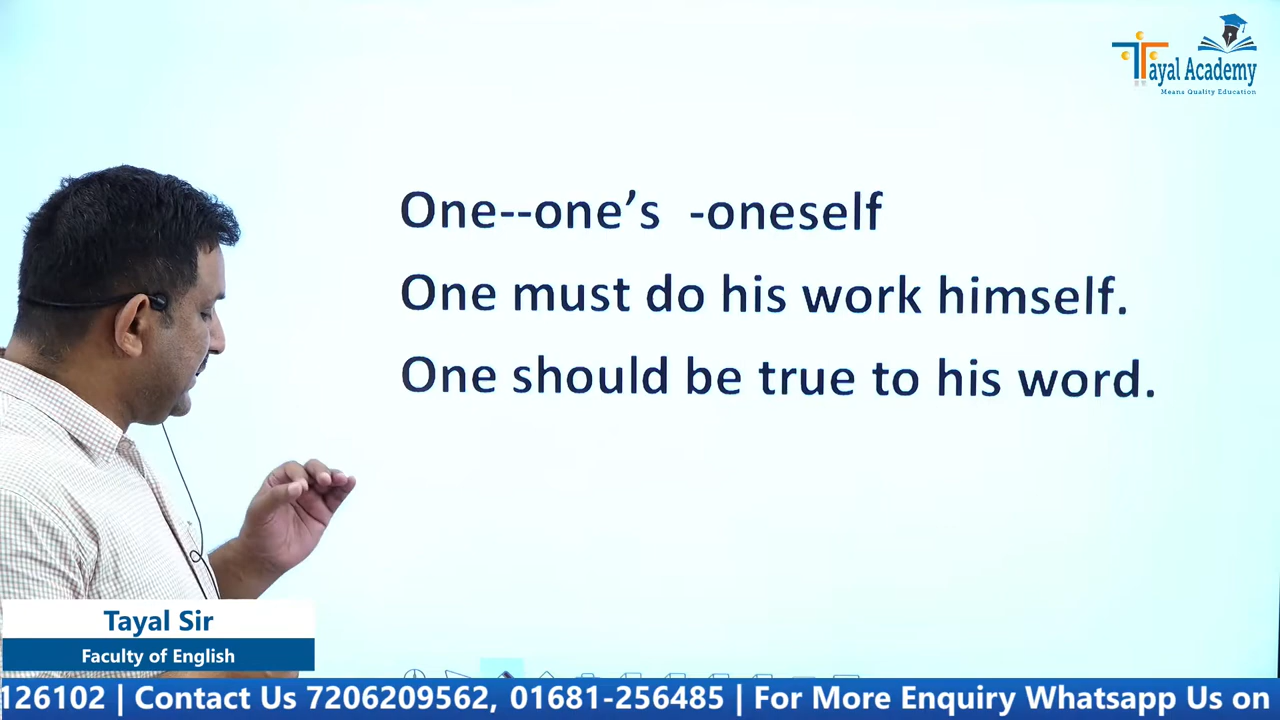 Tayal Academy
Means Quality Education
One--one’s -oneself
One must do his work himself.
One should be true to his word.
Tayal Sir
Faculty of English
126102 | Contact Us 7206209562, 01681-256485 | For More Enquiry Whatsapp Us on